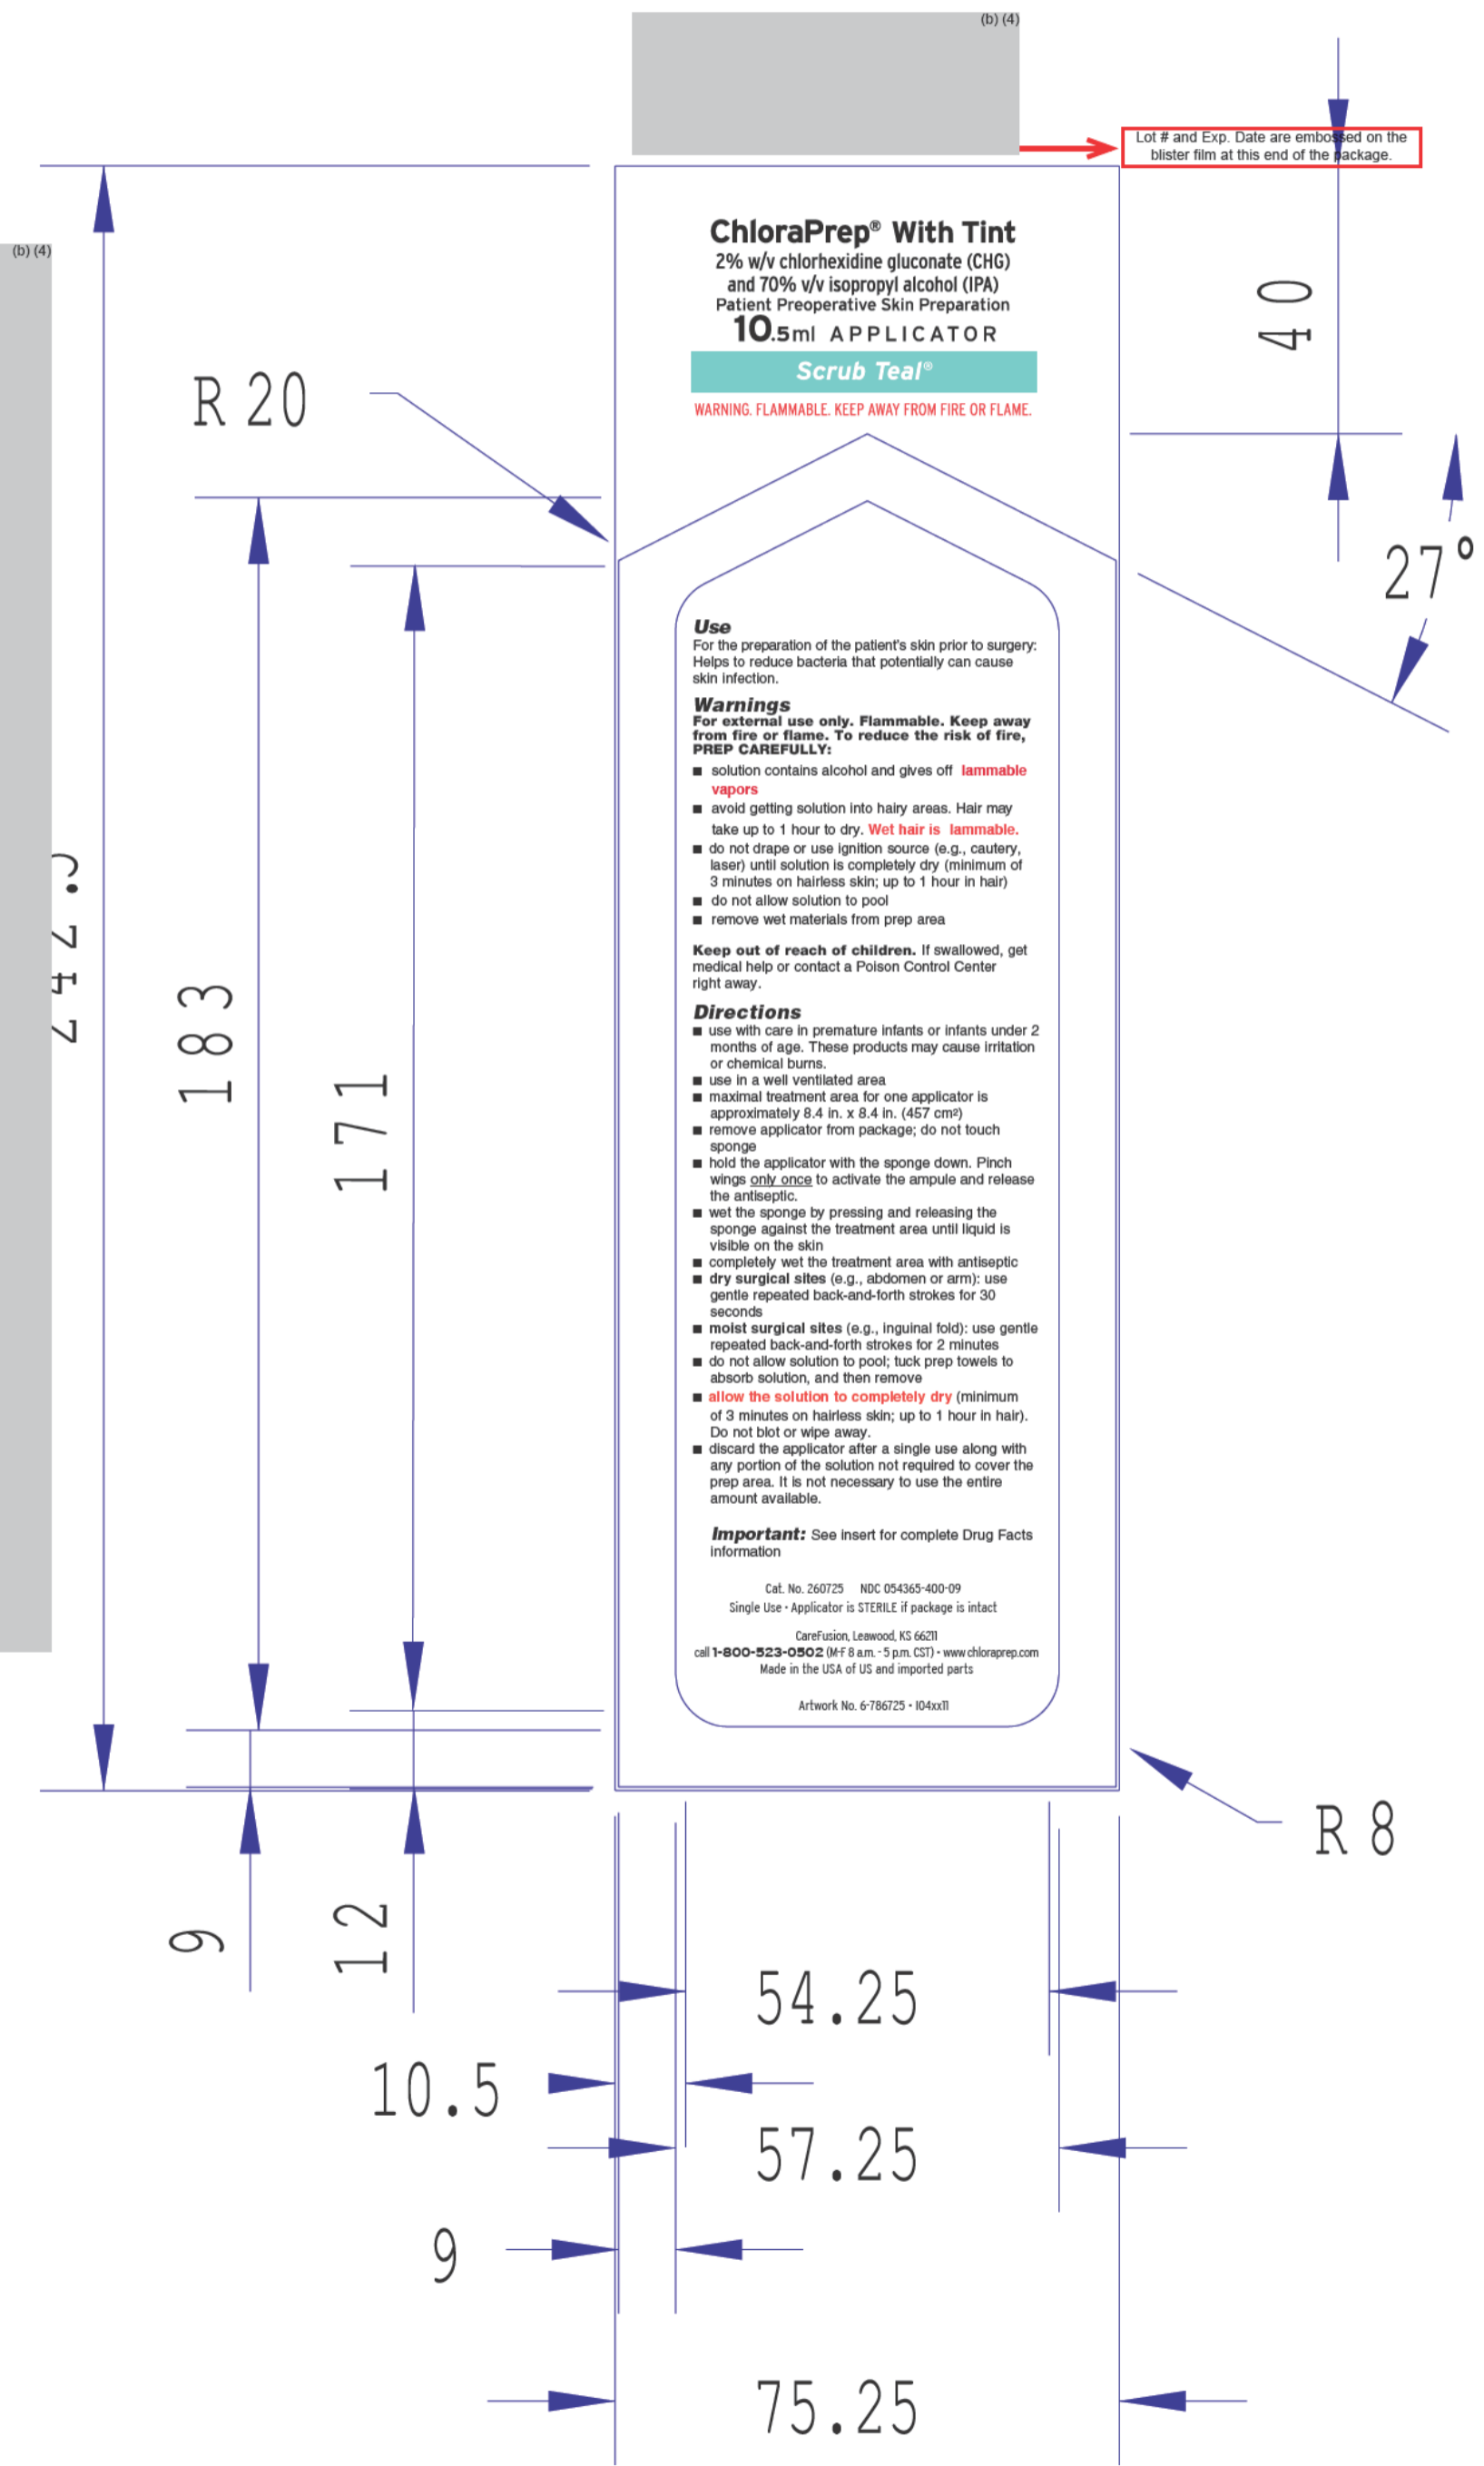 (b) (4)
Lot # and Exp. Date are embossed on the
blister film at this end of the package.
(b) (4)
ChloraPrep® With Tint
2% w/v chlorhexidine gluconate (CHG)
and 70% v/v isopropyl alcohol (IPA)
Patient Preoperative Skin Preparation
10.5ml APPLICATOR
Scrub Teal®
WARNING. FLAMMABLE. KEEP AWAY FROM FIRE OR FLAME.
40
R 20
27°
Use
For the preparation of the patient's skin prior to surgery:
Helps to reduce bacteria that potentially can cause
skin infection.
Warnings
For external use only. Flammable. Keep away
from fire or flame. To reduce the risk of fire,
PREP CAREFULLY:
■ solution contains alcohol and gives off lammable
vapors
■ avoid getting solution into hairy areas. Hair may
take up to 1 hour to dry. Wet hair is lammable.
■ do not drape or use ignition source (e.g., cautery,
laser) until solution is completely dry (minimum of
3 minutes on hairless skin; up to 1 hour in hair)
■ do not allow solution to pool
■ remove wet materials from prep area
Keep out of reach of children. If swallowed, get
medical help or contact a Poison Control Center
right away.
Directions
■ use with care in premature infants or infants under 2
months of age. These products may cause irritation
or chemical burns.
■ use in a well ventilated area
■ maximal treatment area for one applicator is
approximately 8.4 in. x 8.4 in. (457 cm²)
■ remove applicator from package; do not touch
sponge
■ hold the applicator with the sponge down. Pinch
wings only once to activate the ampule and release
the antiseptic.
■ wet the sponge by pressing and releasing the
sponge against the treatment area until liquid is
visible on the skin
■ completely wet the treatment area with antiseptic
■ dry surgical sites (e.g., abdomen or arm): use
gentle repeated back-and-forth strokes for 30
seconds
■ moist surgical sites (e.g., inguinal fold): use gentle
repeated back-and-forth strokes for 2 minutes
■ do not allow solution to pool; tuck prep towels to
absorb solution, and then remove
■ allow the solution to completely dry (minimum
of 3 minutes on hairless skin; up to 1 hour in hair).
Do not blot or wipe away.
■ discard the applicator after a single use along with
any portion of the solution not required to cover the
prep area. It is not necessary to use the entire
amount available.
Important: See insert for complete Drug Facts
information
Cat. No. 260725 NDC 054365-400-09
Single Use • Applicator is STERILE if package is intact
CareFusion, Leawood, KS 66211
call 1-800-523-0502 (M-F 8 a.m. - 5 p.m. CST) • www.chloraprep.com
Made in the USA of US and imported parts
Artwork No. 6-786725 • 104xx11
183
171
R 8
9
12
54.25
10.5
57.25
9
75.25